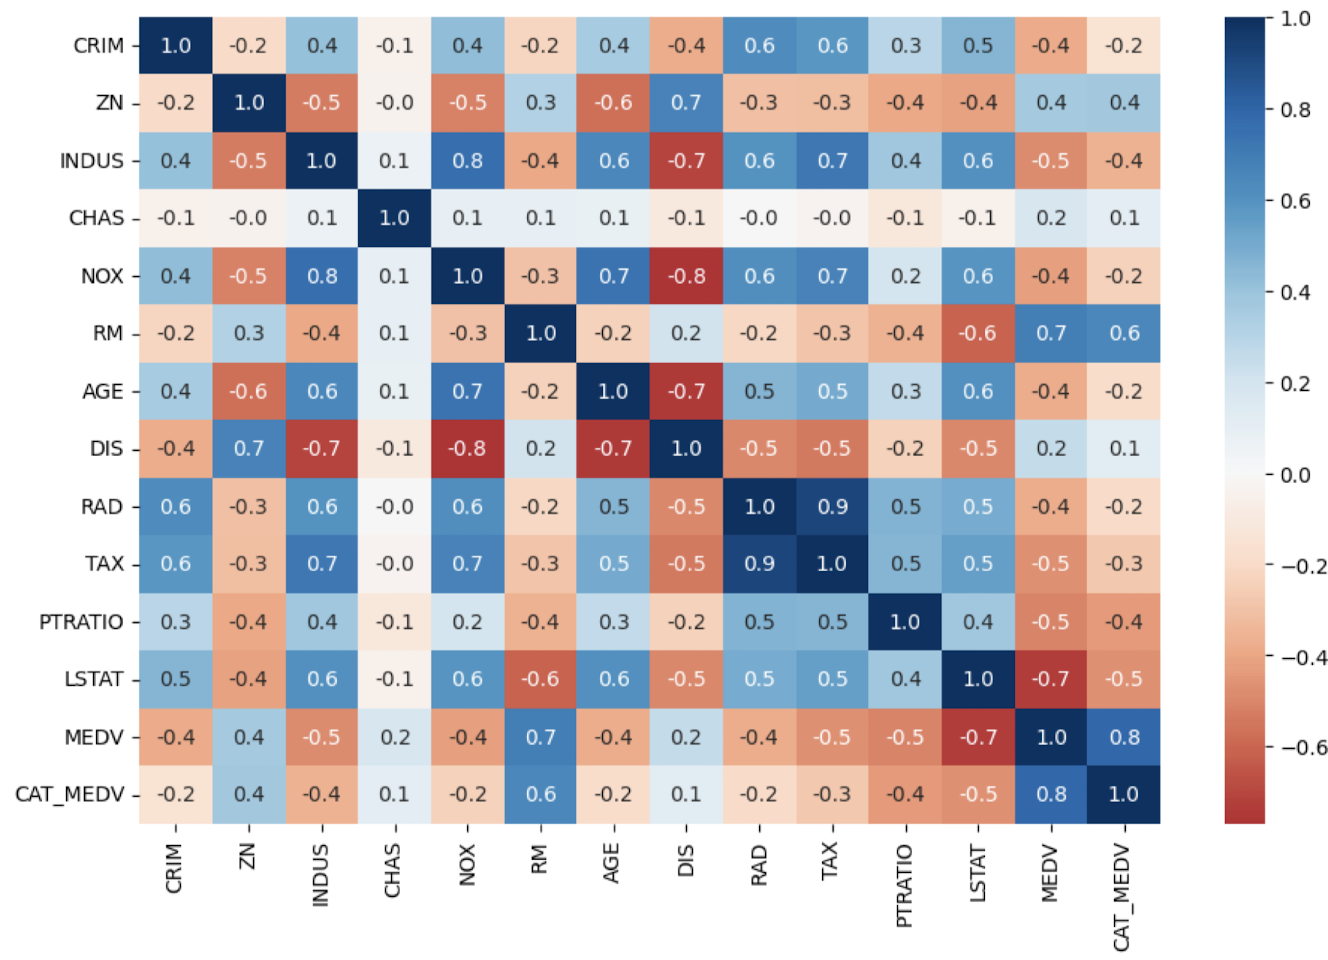 CRIM 1.0 -0.2 0.4 -0.1 0.4 -0.2 0.4 -0.4 0.6 0.6 0.3 0.5 -0.4 -0.2
ZN -0.2 1.0 -0.5 -0.0 -0.5 0.3 -0.6 0.7 -0.3 -0.3 -0.4 -0.4 0.4 0.4
INDUS 0.4 -0.5 1.0 0.1 0.8 -0.4 0.6 -0.7 0.6 0.7 0.4 0.6 -0.5 -0.4
CHAS -0.1 -0.0 0.1 1.0 0.1 0.1 0.1 -0.1 -0.0 -0.0 -0.1 -0.1 0.2 0.1
NOX 0.4 -0.5 0.8 0.1 1.0 -0.3 0.7 -0.8 0.6 0.7 0.2 0.6 -0.4 -0.2
RM -0.2 0.3 -0.4 0.1 -0.3 1.0 -0.2 0.2 -0.2 -0.3 -0.4 -0.6 0.7 0.6
AGE 0.4 -0.6 0.6 0.1 0.7 -0.2 1.0 -0.7 0.5 0.5 0.3 0.6 -0.4 -0.2
DIS -0.4 0.7 -0.7 -0.1 -0.8 0.2 -0.7 1.0 -0.5 -0.5 -0.2 -0.5 0.2 0.1
RAD 0.6 -0.3 0.6 -0.0 0.6 -0.2 0.5 -0.5 1.0 0.9 0.5 0.5 -0.4 -0.2
TAX 0.6 -0.3 0.7 -0.0 0.7 -0.3 0.5 -0.5 0.9 1.0 0.5 0.5 -0.5 -0.3
PTRATIO 0.3 -0.4 0.4 -0.1 0.2 -0.4 0.3 -0.2 0.5 0.5 1.0 0.4 -0.5 -0.4
LSTAT 0.5 -0.4 0.6 -0.1 0.6 -0.6 0.6 -0.5 0.5 0.5 0.4 1.0 -0.7 -0.5
MEDV -0.4 0.4 -0.5 0.2 -0.4 0.7 -0.4 0.2 -0.4 -0.5 -0.5 -0.7 1.0 0.8
CAT_MEDV -0.2 0.4 -0.4 0.1 -0.2 0.6 -0.2 0.1 -0.2 -0.3 -0.4 -0.5 0.8 1.0
CRIM ZN INDUS CHAS NOX RM AGE DIS RAD TAX PTRATIO LSTAT MEDV CAT_MEDV
1.0
0.8
0.6
0.4
0.2
0.0
−0.2
−0.4
−0.6